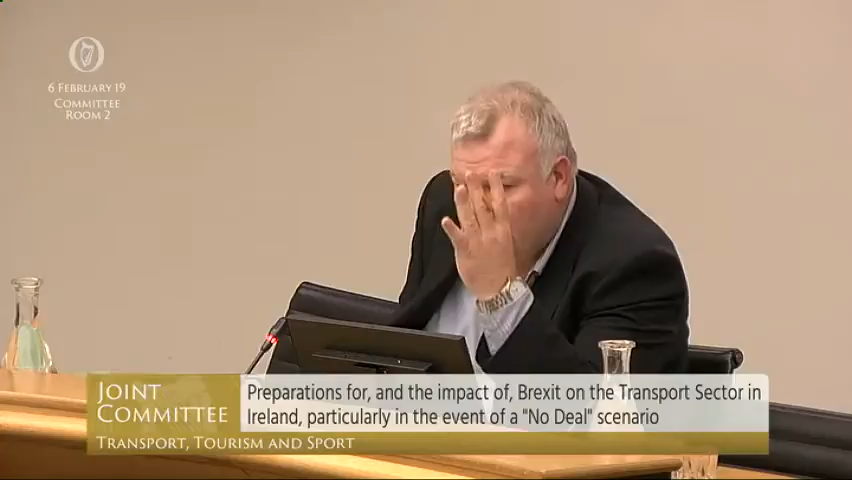 6 February 19
Committee
Room 2
Joint
Committee
Preparations for, and the impact of, Brexit on the Transport Sector in
Ireland, particularly in the event of a "No Deal" scenario
Transport, Tourism and Sport